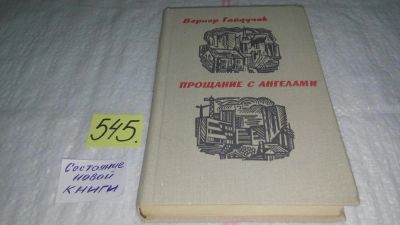 Вернер Гайдучек
ПРОЩАНИЕ С АНГЕЛАМИ
545.
Состояние
новой
книги